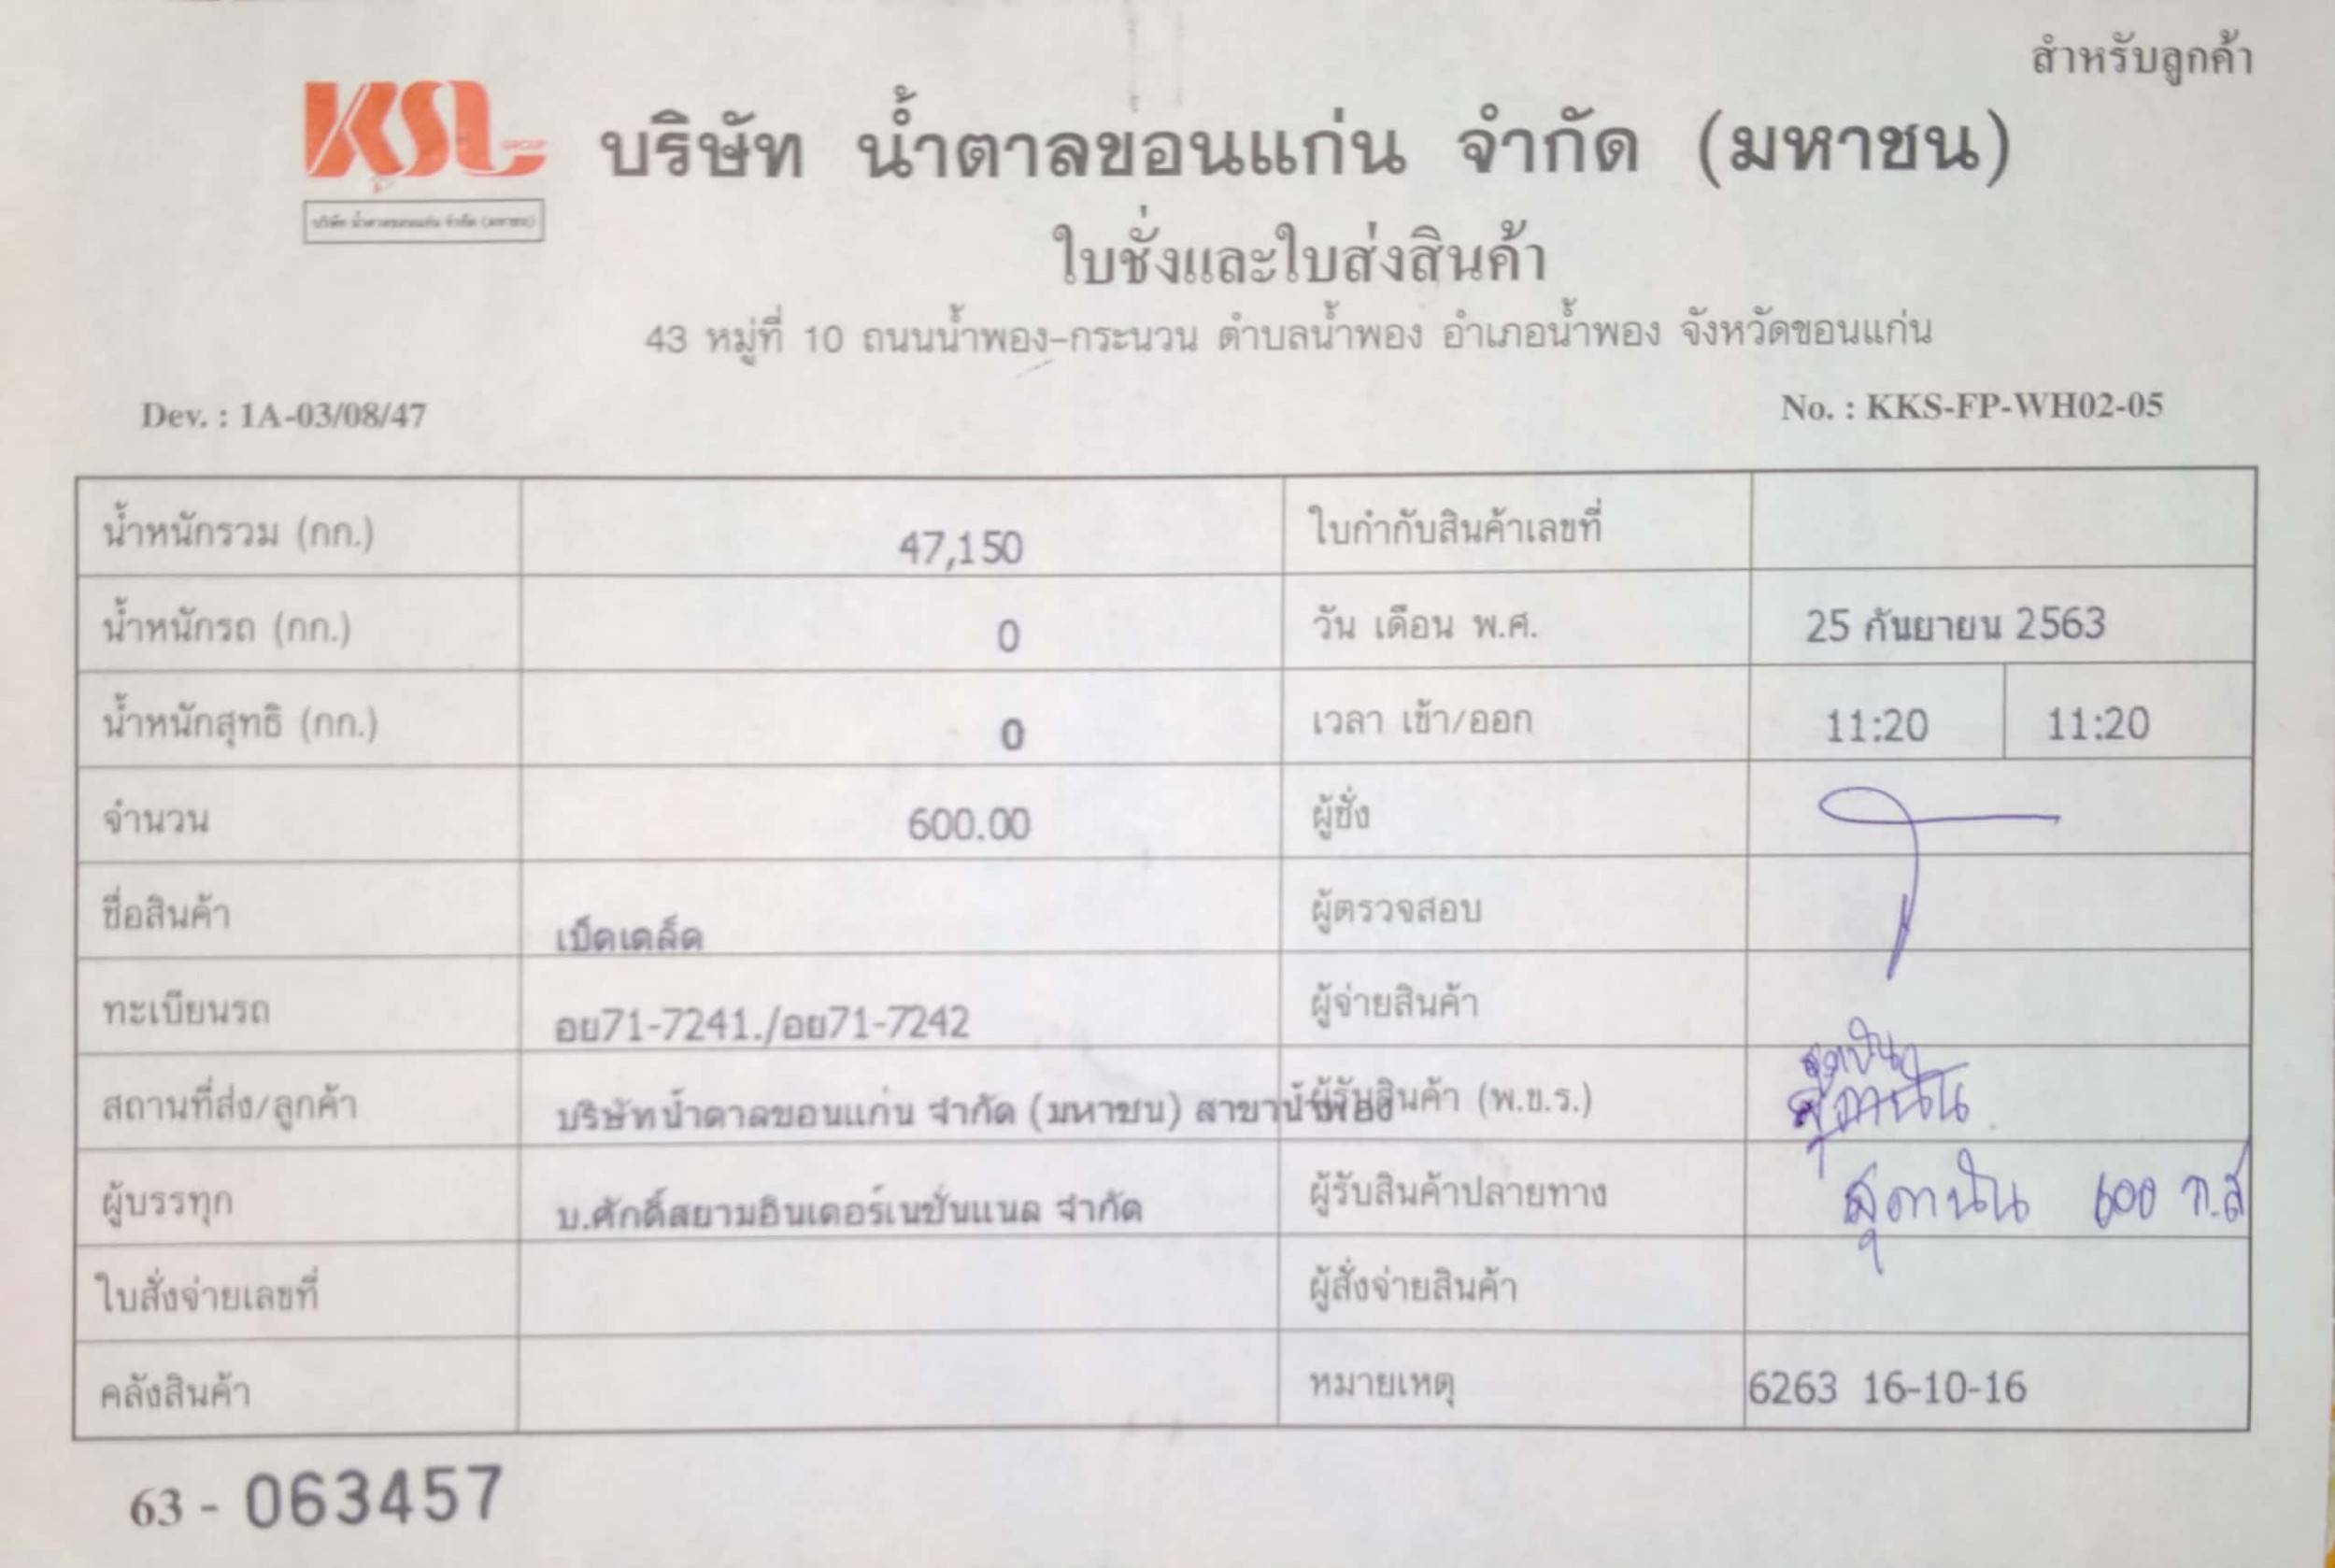 สำหรับลูกค้า
KSL GROUP
บริษัท น้ำตาลขอนแก่น จำกัด (มหาชน)
บริษัท น้ำตาลขอนแก่น จำกัด (มหาชน)
ใบชั่งและใบส่งสินค้า
43 หมู่ที่ 10 ถนนน้ำพอง-กระนวน ตำบลน้ำพอง อำเภอน้ำพอง จังหวัดขอนแก่น
Dev. : 1A-03/08/47 No. : KKS-FP-WH02-05
น้ำหนักรวม (กก.) 47,150 ใบกำกับสินค้าเลขที่
น้ำหนักรถ (กก.) 0 วัน เดือน พ.ศ. 25 กันยายน 2563
น้ำหนักสุทธิ (กก.) 0 เวลา เข้า/ออก 11:20 11:20
จำนวน 600.00 ผู้ชั่ง
ชื่อสินค้า เบ็ดเตล็ด ผู้ตรวจสอบ
ทะเบียนรถ อย71-7241./อย71-7242 ผู้จ่ายสินค้า
สถานที่ส่ง/ลูกค้า บริษัทน้ำตาลขอนแก่น จำกัด (มหาชน) สาขาน้ำพอง ผู้รับสินค้า (พ.ข.ร.)
ผู้บรรทุก บ.ศักดิ์สยามอินเตอร์เนชั่นแนล จำกัด ผู้รับสินค้าปลายทาง 600 ก.ส
ใบสั่งจ่ายเลขที่ ผู้สั่งจ่ายสินค้า
คลังสินค้า หมายเหตุ 6263 16-10-16
63 - 063457